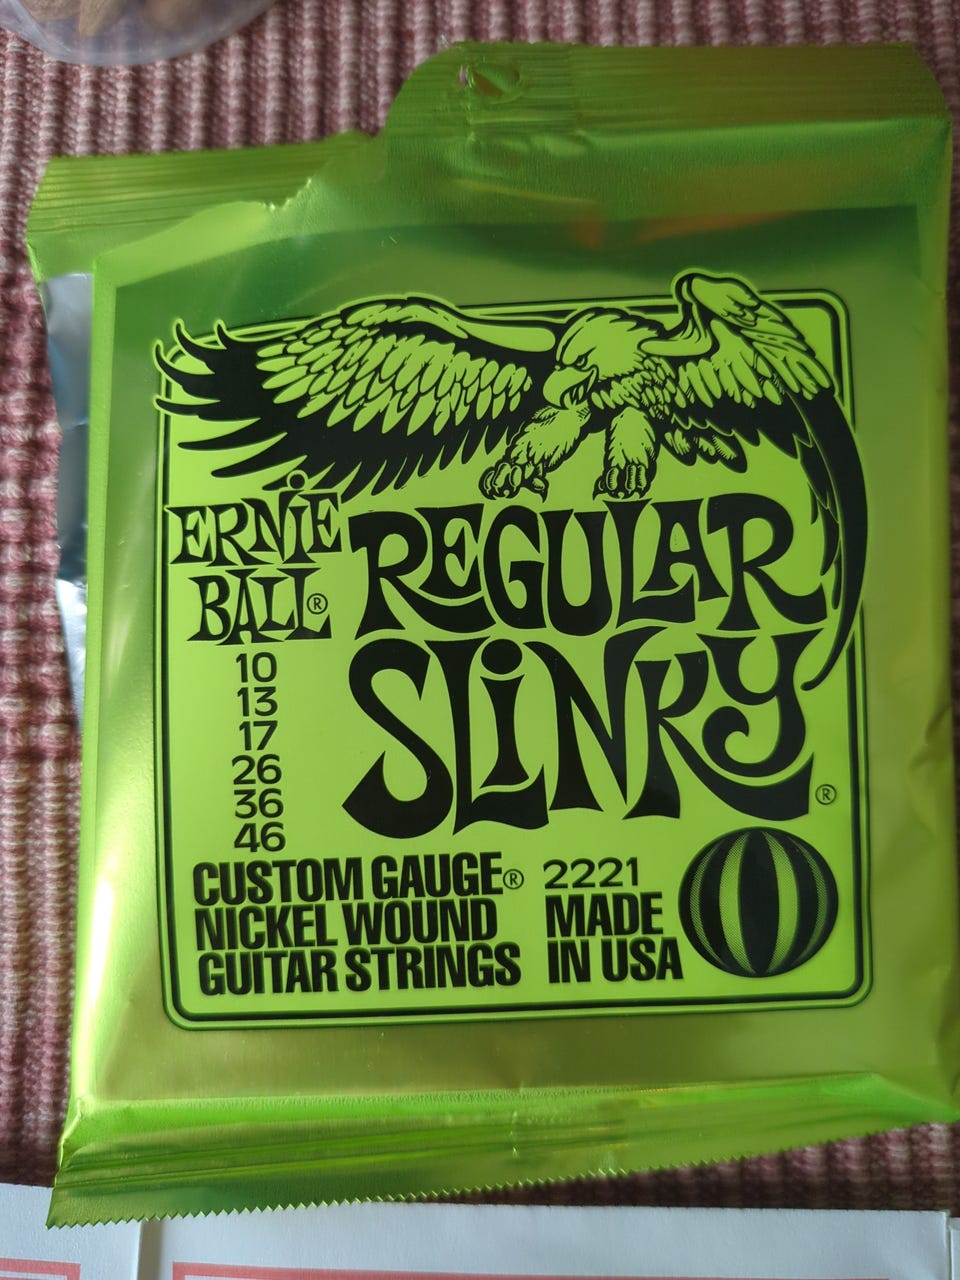 ERNiE
BALL®
REGULAR
SLiNKY®
10
13
17
26
36
46
CUSTOM GAUGE®
NICKEL WOUND
GUITAR STRINGS
2221
MADE
IN USA